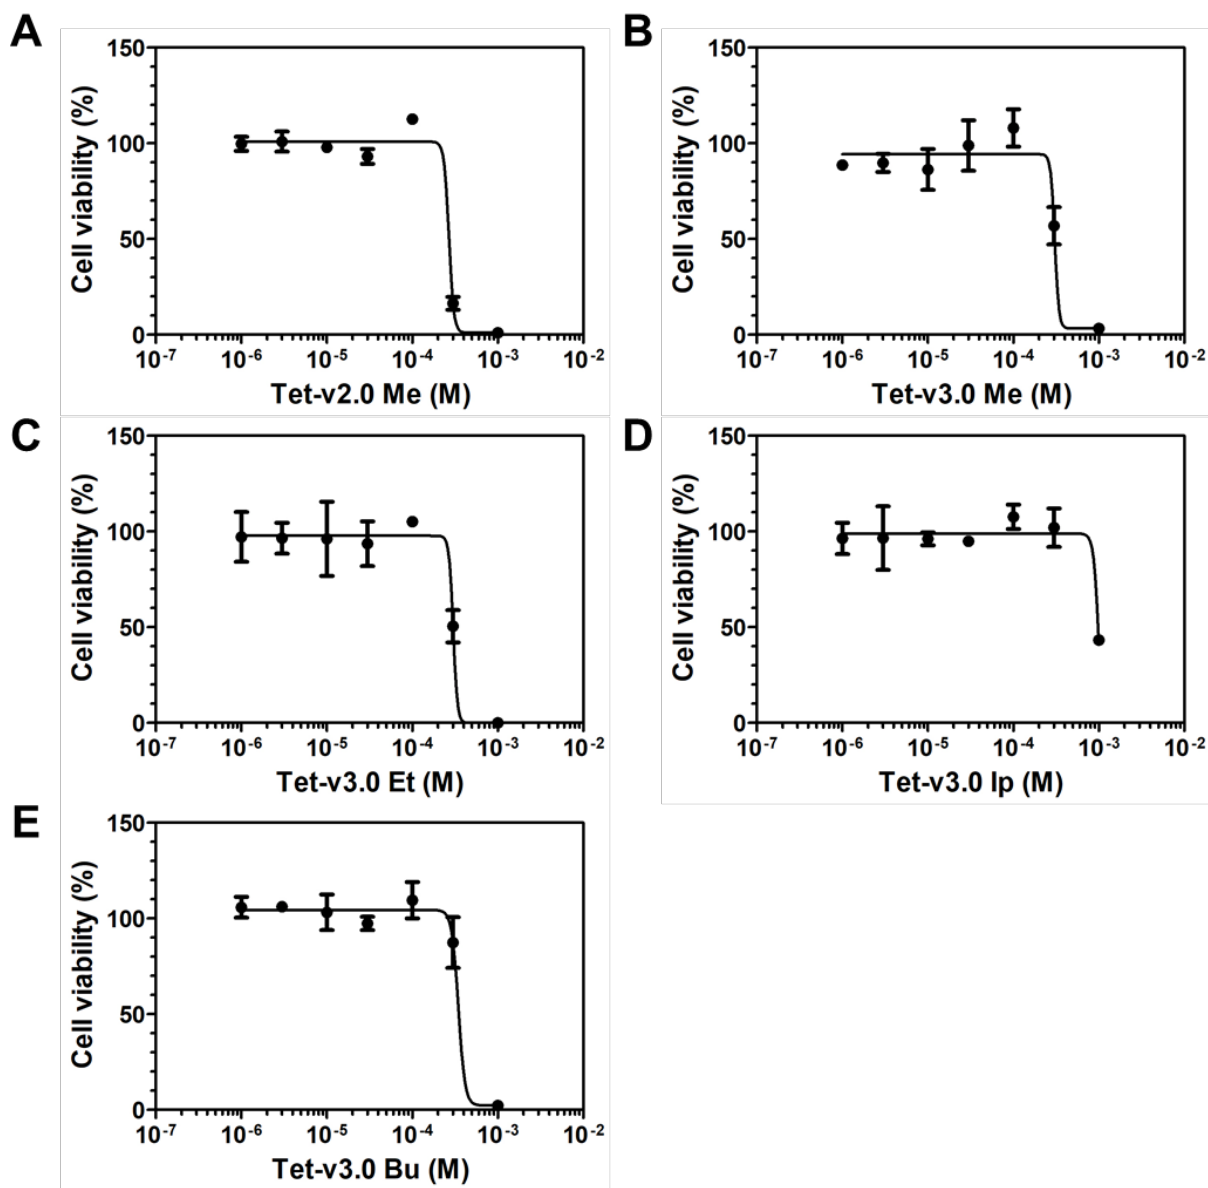 A
Cell viability (%)
150
100
50
0
10-7 10-6 10-5 10-4 10-3 10-2
Tet-v2.0 Me (M)
B
Cell viability (%)
150
100
50
0
10-7 10-6 10-5 10-4 10-3 10-2
Tet-v3.0 Me (M)
C
Cell viability (%)
150
100
50
0
10-7 10-6 10-5 10-4 10-3 10-2
Tet-v3.0 Et (M)
D
Cell viability (%)
150
100
50
0
10-7 10-6 10-5 10-4 10-3 10-2
Tet-v3.0 Ip (M)
E
Cell viability (%)
150
100
50
0
10-7 10-6 10-5 10-4 10-3 10-2
Tet-v3.0 Bu (M)